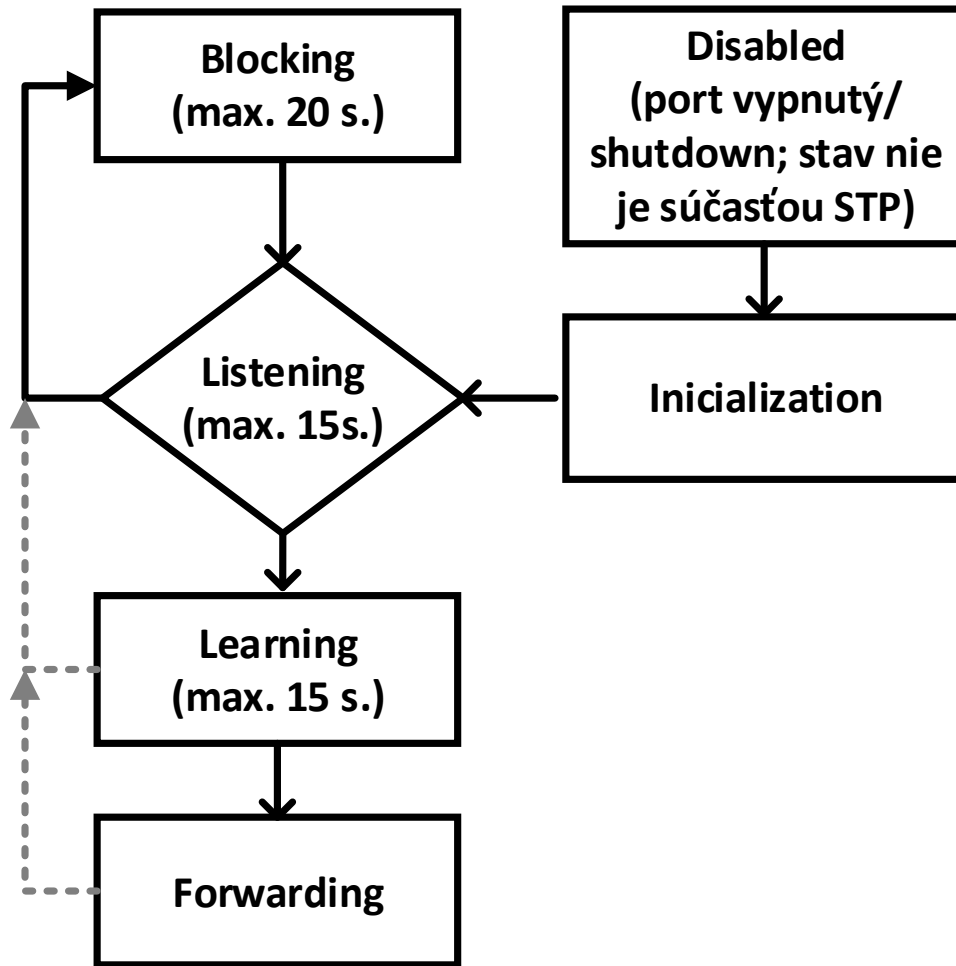 Blocking
(max. 20 s.)
Disabled
(port vypnutý/
shutdown; stav nie
je súčasťou STP)
Listening
(max. 15s.)
Inicialization
Learning
(max. 15 s.)
Forwarding